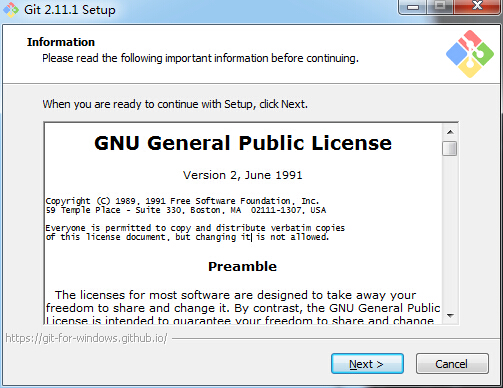 Git 2.11.1 Setup
Information
Please read the following important information before continuing.
When you are ready to continue with Setup, click Next.
GNU General Public License
Version 2, June 1991
Copyright (C) 1989, 1991 Free Software Foundation, Inc.
59 Temple Place - Suite 330, Boston, MA  02111-1307, USA
Everyone is permitted to copy and distribute verbatim copies
of this license document, but changing it is not allowed.
Preamble
The licenses for most software are designed to take away your
freedom to share and change it. By contrast, the GNU General Public
License is intended to guarantee your freedom to share and change
https://git-for-windows.github.io/
Next >
Cancel